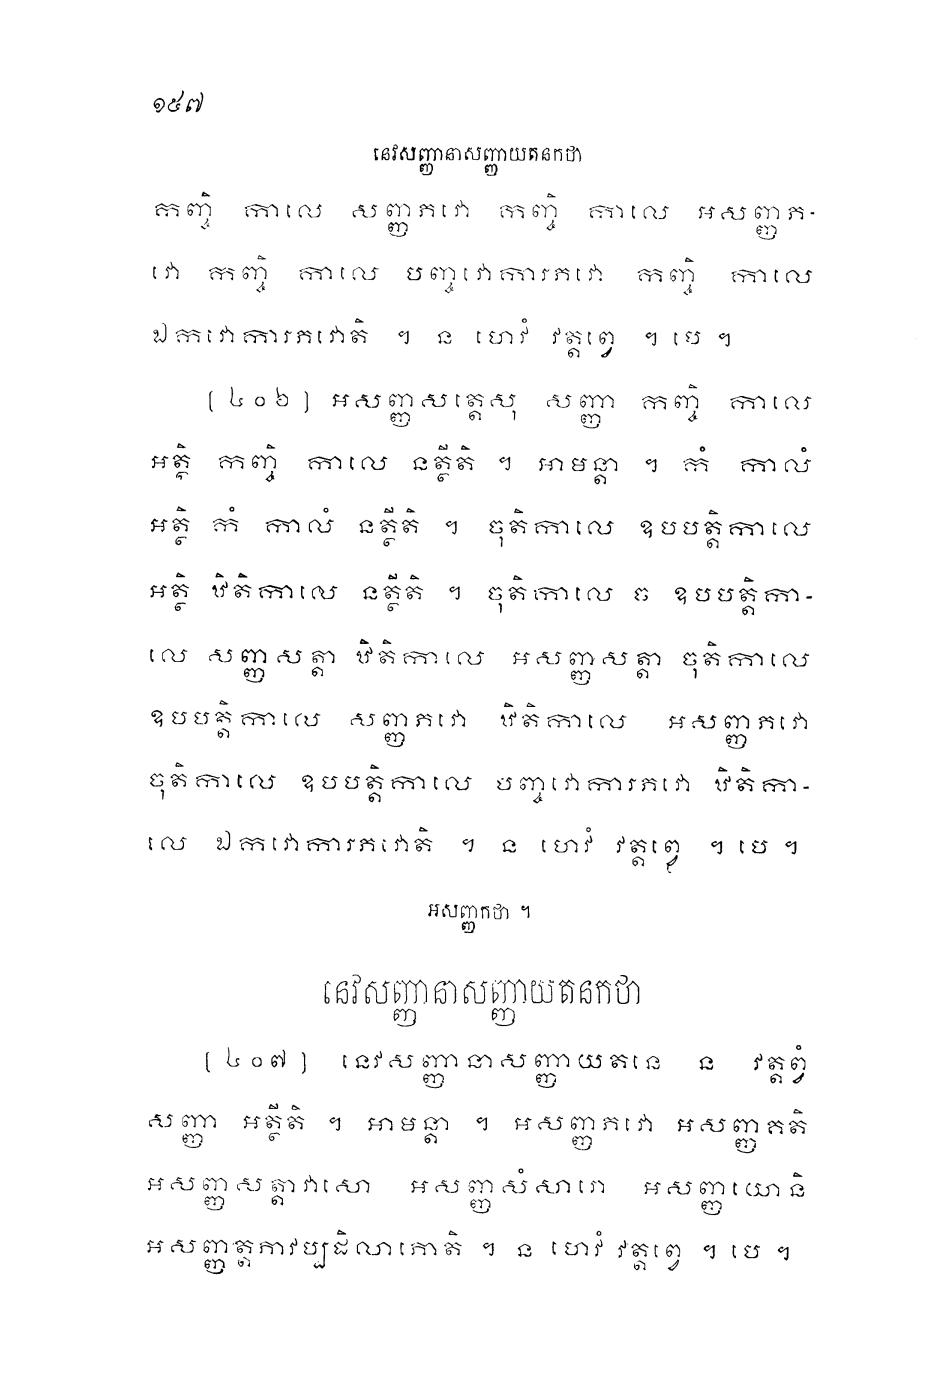 ១៥៧
នេវសញ្ញានាសញ្ញាយតនកថា
កញ្ចិ កាលេ សញ្ញភវោ កញ្ចិ កាលេ អសញ្ញភ-
វោ កញ្ចិ កាលេ បញ្ចវោការភវោ កញ្ចិ កាលេ
ឯកវោការភវោតិ ។ ន ហេវំ វត្តព្វេ ។ បេ ។
[៤០៦] អសញ្ញសត្តេសុ សញ្ញា កញ្ចិ កាលេ
អត្ថិ កញ្ចិ កាលេ នត្ថីតិ ។ អាមន្តា ។ កំ កាលំ
អត្ថិ កំ កាលំ នត្ថីតិ ។ ចុតិកាលេ ឧបបត្តិកាលេ
អត្ថិ ឋិតិកាលេ នត្ថីតិ ។ ចុតិកាលេ ច ឧបបត្តិកា-
លេ សញ្ញសត្តា ឋិតិកាលេ អសញ្ញសត្តា ចុតិកាលេ
ឧបបត្តិកាលេ សញ្ញភវោ ឋិតិកាលេ អសញ្ញភវោ
ចុតិកាលេ ឧបបត្តិកាលេ បញ្ចវោការភវោ ឋិតិកា-
លេ ឯកវោការភវោតិ ។ ន ហេវំ វត្តព្វេ ។ បេ ។
អសញ្ញកថា ។
នេវសញ្ញានាសញ្ញាយតនកថា
[៤០៧] នេវសញ្ញានាសញ្ញាយតនេ ន វត្តព្វំ
សញ្ញា អត្ថីតិ ។ អាមន្តា ។ អសញ្ញភវោ អសញ្ញគតិ
អសញ្ញសត្តាវាសោ អសញ្ញសំសារោ អសញ្ញយោនិ
អសញ្ញត្តភាវប្បដិលាភោតិ ។ ន ហេវំ វត្តព្វេ ។ បេ ។